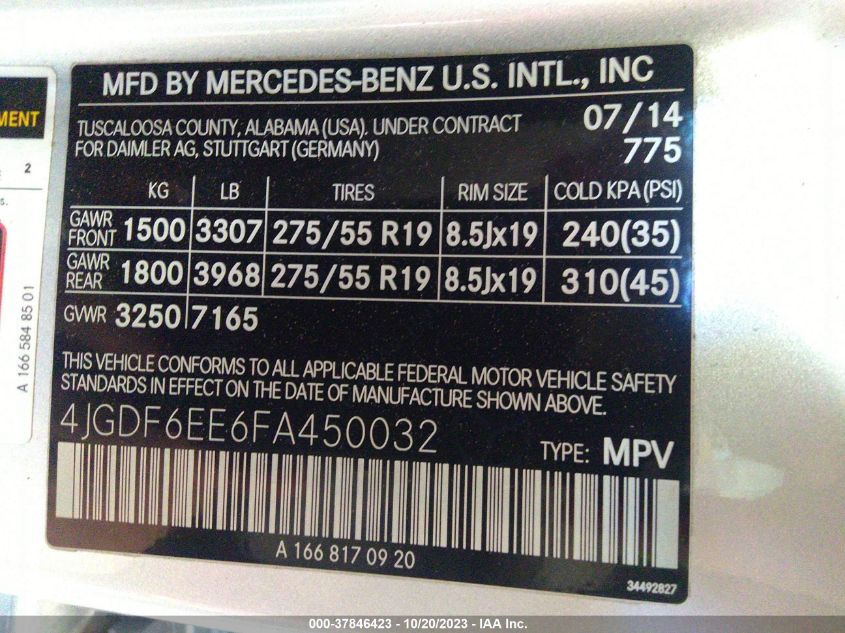 MFD BY MERCEDES-BENZ U.S. INTL., INC
TUSCALOOSA COUNTY, ALABAMA (USA). UNDER CONTRACT
FOR DAIMLER AG, STUTTGART (GERMANY)
07/14
775
KG LB TIRES RIM SIZE COLD KPA (PSI)
GAWR FRONT 1500 3307 275/55 R19 8.5Jx19 240(35)
GAWR REAR 1800 3968 275/55 R19 8.5Jx19 310(45)
GVWR 3250 7165
THIS VEHICLE CONFORMS TO ALL APPLICABLE FEDERAL MOTOR VEHICLE SAFETY
STANDARDS IN EFFECT ON THE DATE OF MANUFACTURE SHOWN ABOVE.
4JGDF6EE6FA450032
TYPE: MPV
A 166 817 09 20
34492827
MENT
2
s.
A 166 584 85 01
000-37846423 - 10/20/2023 - IAA Inc.